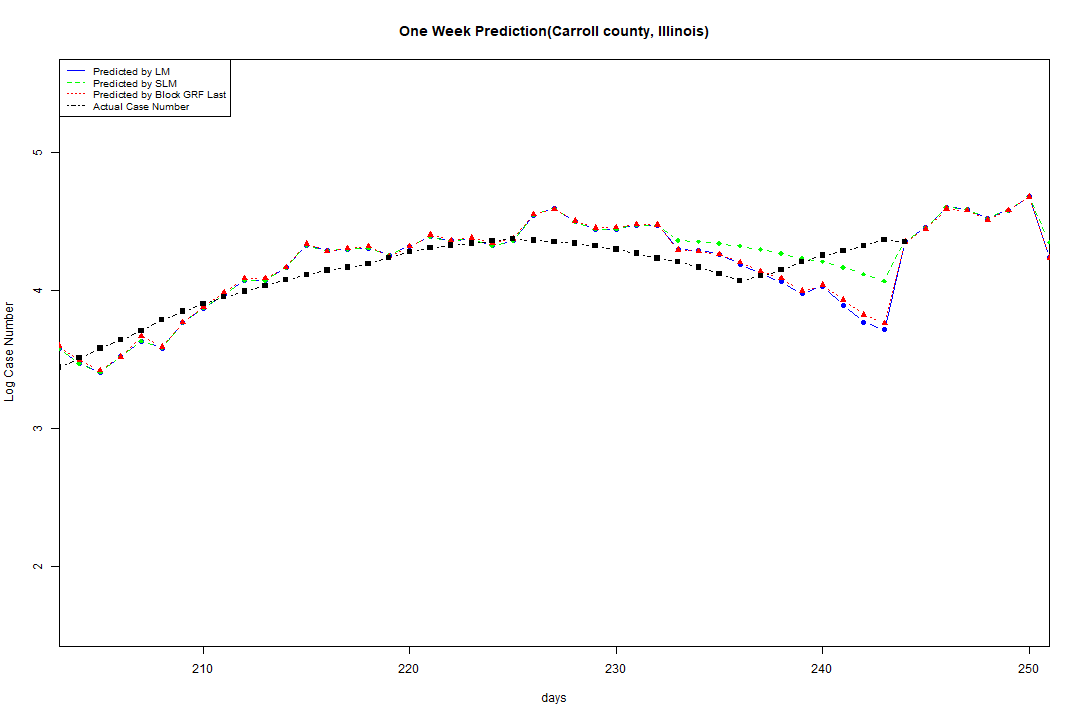 One Week Prediction(Carroll county, Illinois)
Predicted by LM
Predicted by SLM
Predicted by Block GRF Last
Actual Case Number
5
4
3
2
Log Case Number
210 220 230 240 250
days